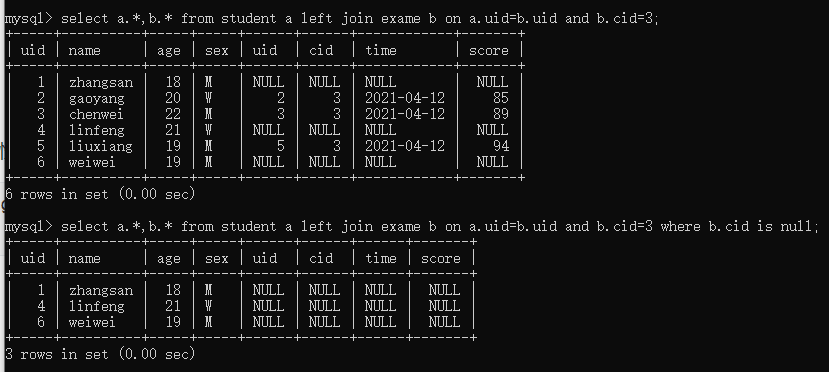 mysql> select a.*,b.* from student a left join exame b on a.uid=b.uid and b.cid=3;
+-----+----------+-----+-----+------+------+------------+-------+
| uid | name     | age | sex | uid  | cid  | time       | score |
+-----+----------+-----+-----+------+------+------------+-------+
|   1 | zhangsan |  18 | M   | NULL | NULL | NULL       |  NULL |
|   2 | gaoyang  |  20 | W   |    2 |    3 | 2021-04-12 |    85 |
|   3 | chenwei  |  22 | M   |    3 |    3 | 2021-04-12 |    89 |
|   4 | linfeng  |  21 | W   | NULL | NULL | NULL       |  NULL |
|   5 | liuxiang |  19 | M   |    5 |    3 | 2021-04-12 |    94 |
|   6 | weiwei   |  19 | M   | NULL | NULL | NULL       |  NULL |
+-----+----------+-----+-----+------+------+------------+-------+
6 rows in set (0.00 sec)
mysql> select a.*,b.* from student a left join exame b on a.uid=b.uid and b.cid=3 where b.cid is null;
+-----+----------+-----+-----+------+------+------+-------+
| uid | name     | age | sex | uid  | cid  | time | score |
+-----+----------+-----+-----+------+------+------+-------+
|   1 | zhangsan |  18 | M   | NULL | NULL | NULL |  NULL |
|   4 | linfeng  |  21 | W   | NULL | NULL | NULL |  NULL |
|   6 | weiwei   |  19 | M   | NULL | NULL | NULL |  NULL |
+-----+----------+-----+-----+------+------+------+-------+
3 rows in set (0.00 sec)